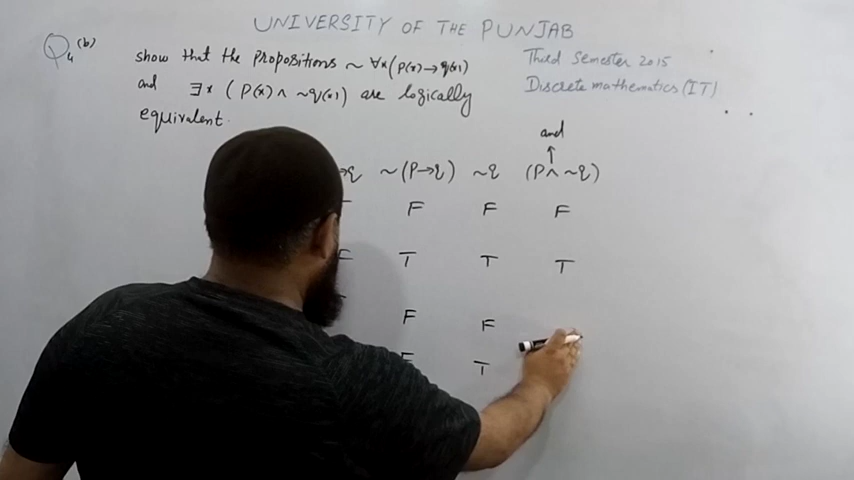 UNIVERSITY OF THE PUNJAB
Q4 (b)
show that the propositions ~ ∀x (P(x) → q(x))
and ∃x (P(x) ∧ ~q(x)) are logically
equivalent.
Third Semester 2015
Discrete mathematics (IT)
and
↑
→q ~(P→q) ~q (P∧ ~q)
F F F
F T T T
F F
F T